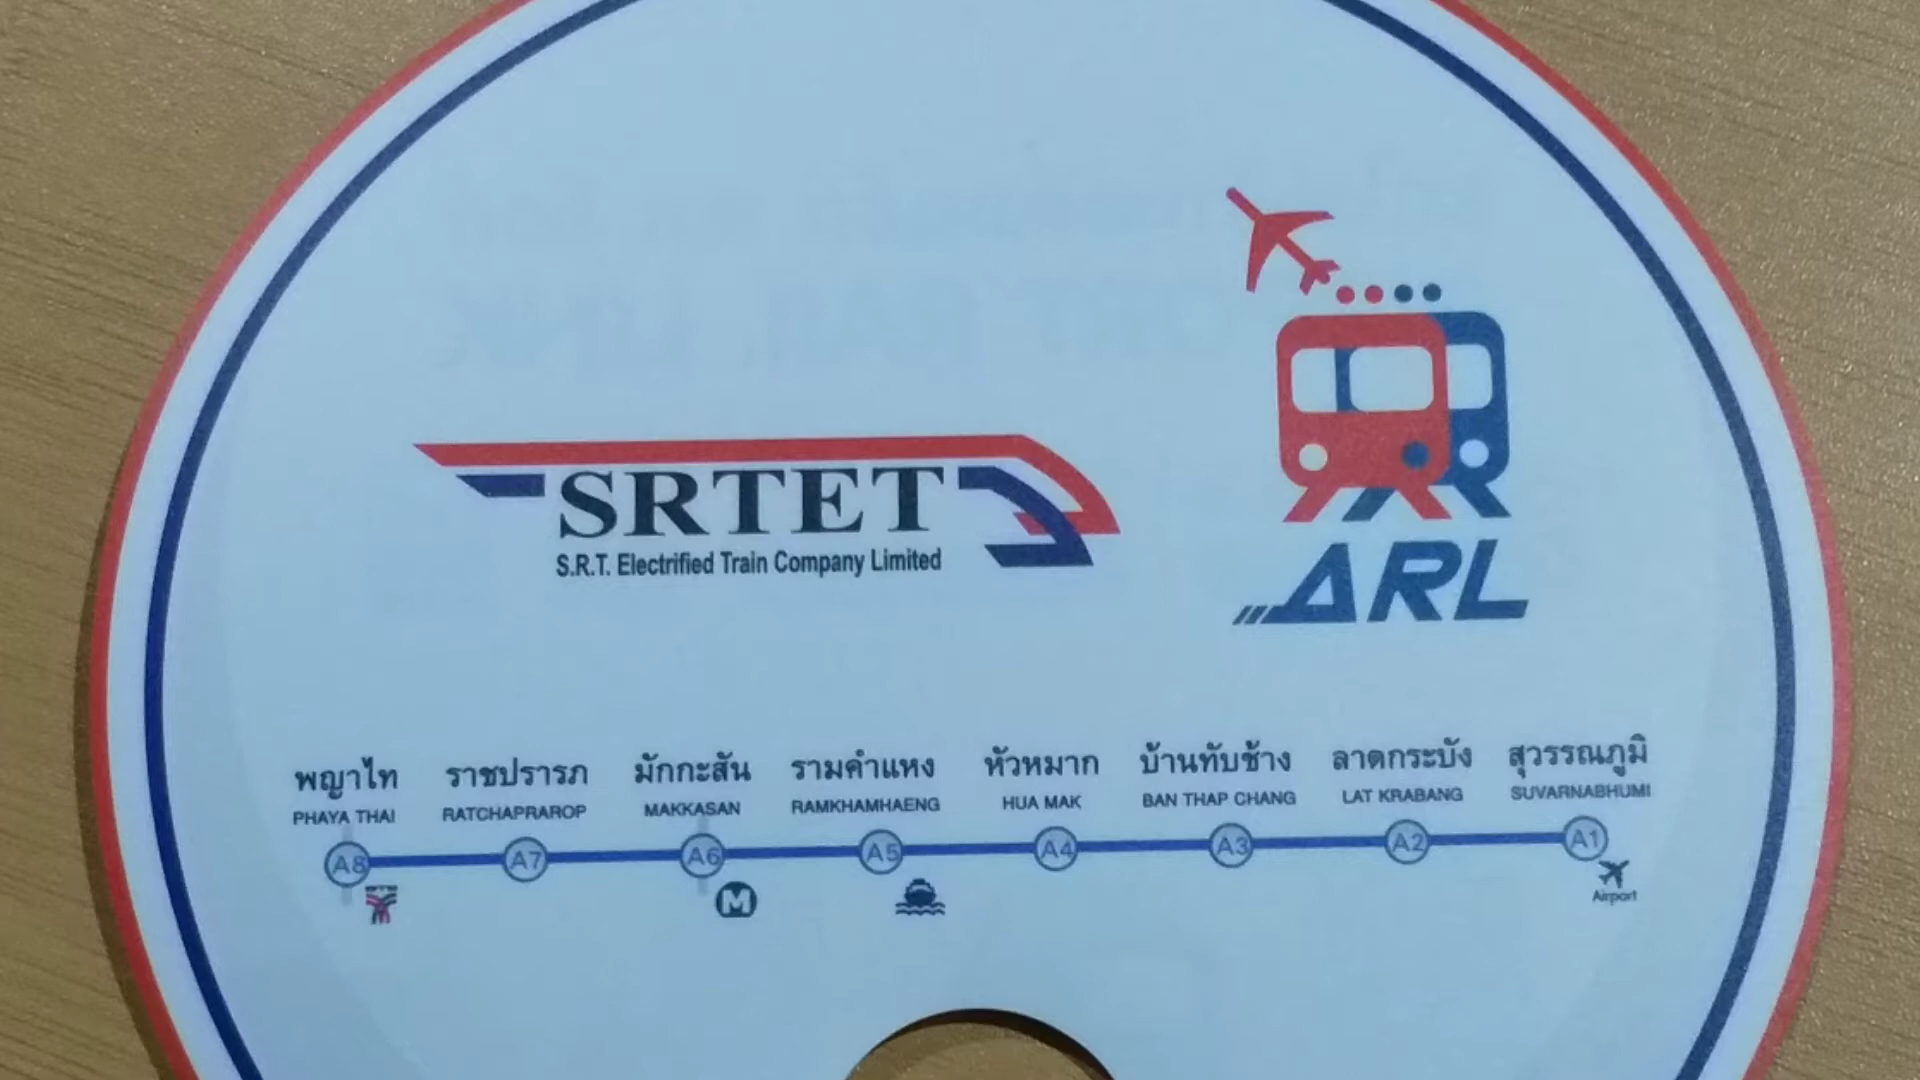 SRTET
S.R.T. Electrified Train Company Limited
ARL
พญาไท ราชปรารภ มักกะสัน รามคำแหง หัวหมาก บ้านทับช้าง ลาดกระบัง สุวรรณภูมิ
PHAYA THAI RATCHAPRAROP MAKKASAN RAMKHAMHAENG HUA MAK BAN THAP CHANG LAT KRABANG SUVARNABHUMI
A8 A7 A6 A5 A4 A3 A2 A1
M
Airport